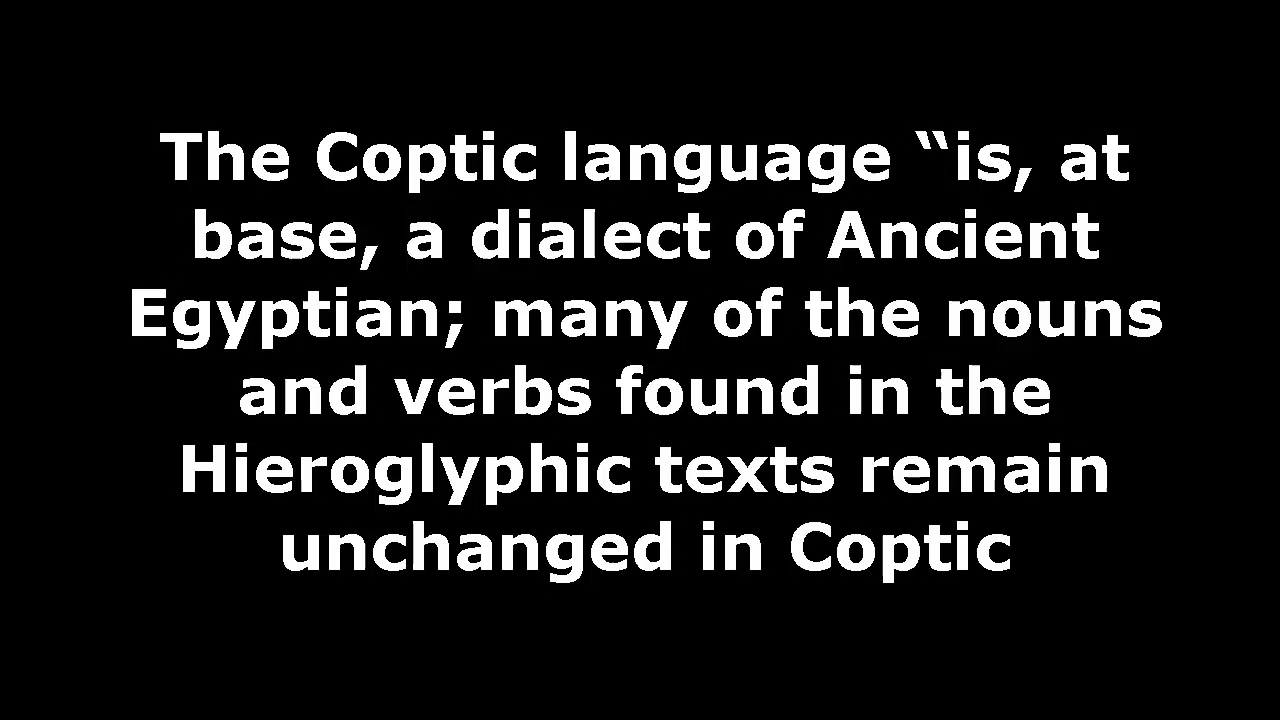 The Coptic language “is, at
base, a dialect of Ancient
Egyptian; many of the nouns
and verbs found in the
Hieroglyphic texts remain
unchanged in Coptic